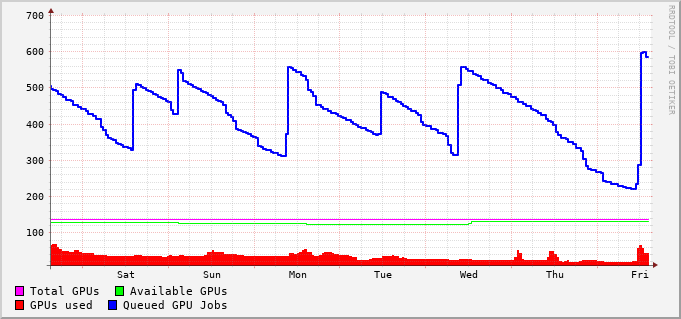 700
600
500
400
300
200
100
Sat Sun Mon Tue Wed Thu Fri
Total GPUs Available GPUs
GPUs used Queued GPU Jobs
RRDTOOL / TOBI OETIKER